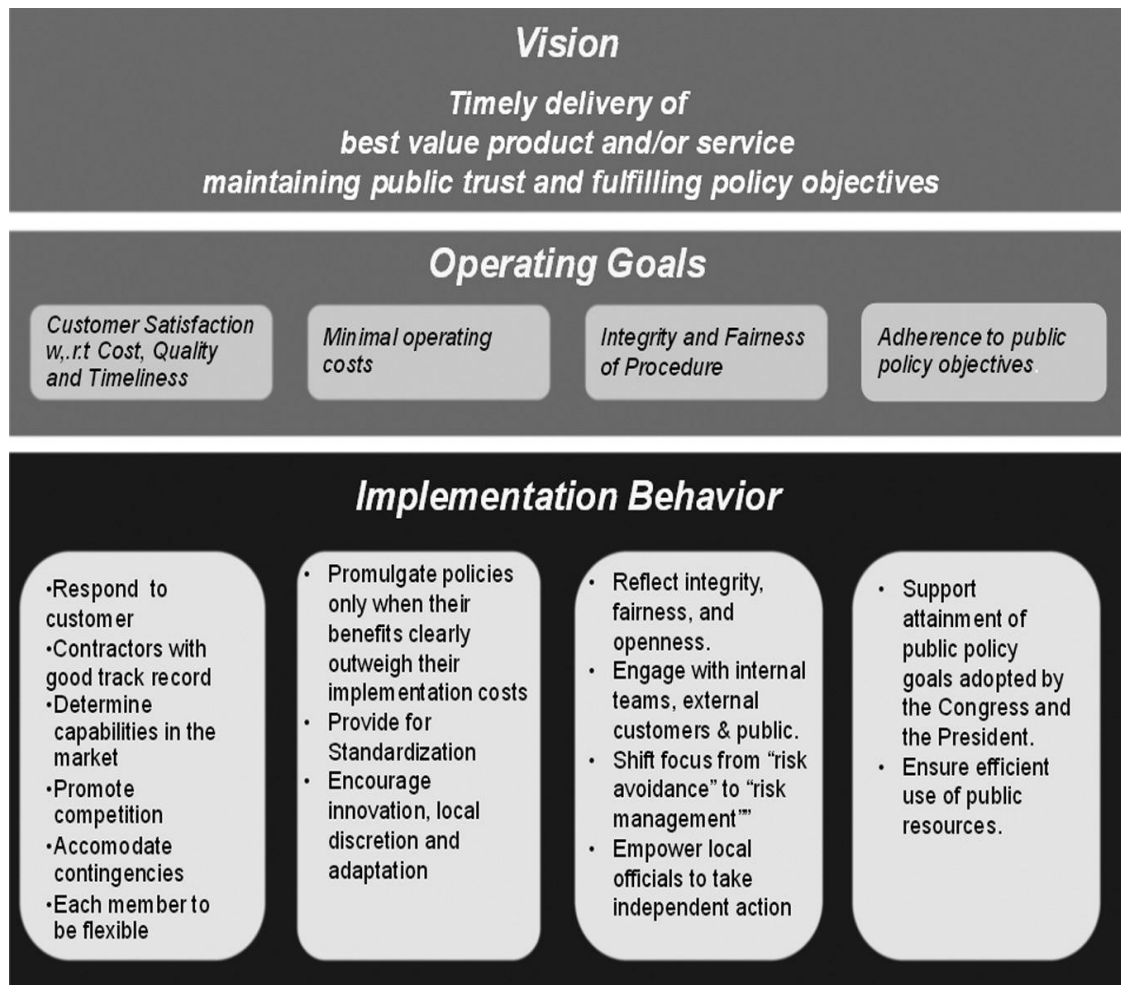 Vision
Timely delivery of
best value product and/or service
maintaining public trust and fulfilling policy objectives
Operating Goals
Customer Satisfaction
w,.r.t Cost, Quality
and Timeliness
Minimal operating
costs
Integrity and Fairness
of Procedure
Adherence to public
policy objectives.
Implementation Behavior
•Respond to
customer
•Contractors with
good track record
•Determine
capabilities in the
market
•Promote
competition
•Accomodate
contingencies
•Each member to
be flexible
• Promulgate policies
only when their
benefits clearly
outweigh their
implementation costs
• Provide for
Standardization
• Encourage
innovation, local
discretion and
adaptation
• Reflect integrity,
fairness, and
openness.
• Engage with internal
teams, external
customers & public.
• Shift focus from “risk
avoidance” to “risk
management””
• Empower local
officials to take
independent action
• Support
attainment of
public policy
goals adopted by
the Congress and
the President.
• Ensure efficient
use of public
resources.